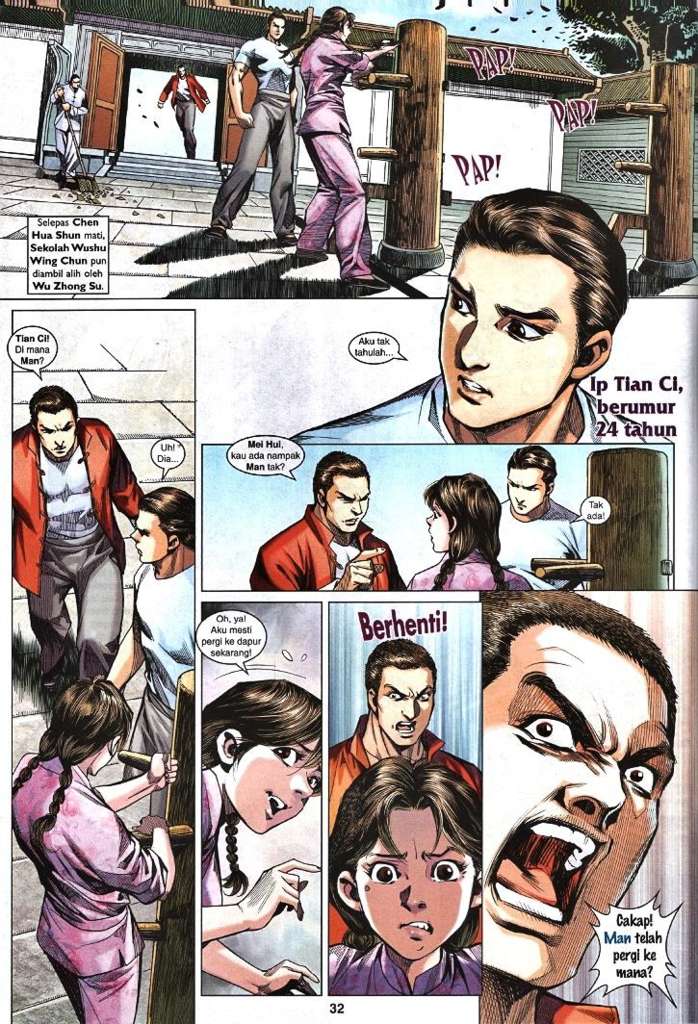 PAP!
PAP!
PAP!
Selepas Chen
Hua Shun mati,
Sekolah Wushu
Wing Chun pun
diambil alih oleh
Wu Zhong Su.
Tian Ci!
Di mana
Man?
Aku tak
tahulah...
Ip Tian Ci,
berumur
24 tahun
Uh!
Dia...
Mei Hui,
kau ada nampak
Man tak?
Tak
ada!
Oh, ya!
Aku mesti
pergi ke dapur
sekarang!
Berhenti!
Cakap!
Man telah
pergi ke
mana?
32